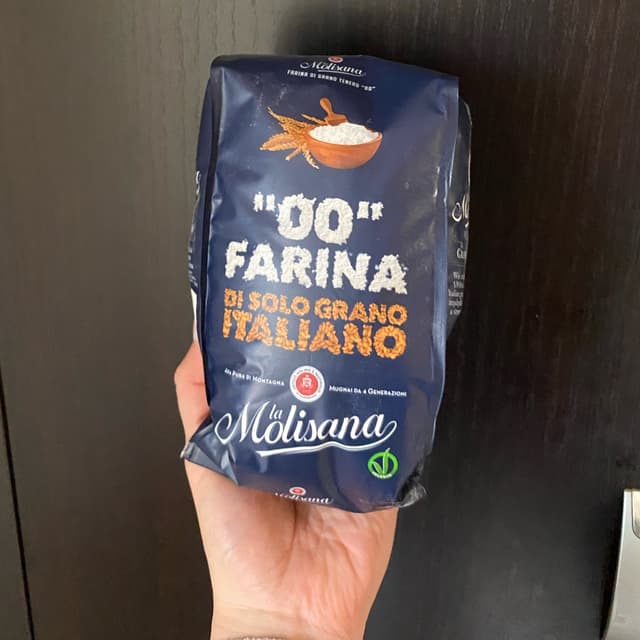 la
Molisana
FARINA DI GRANO TENERO "00"
"00"
FARINA
DI SOLO GRANO
ITALIANO
MUGNAI DA 4 GENERAZIONI
la
Molisana